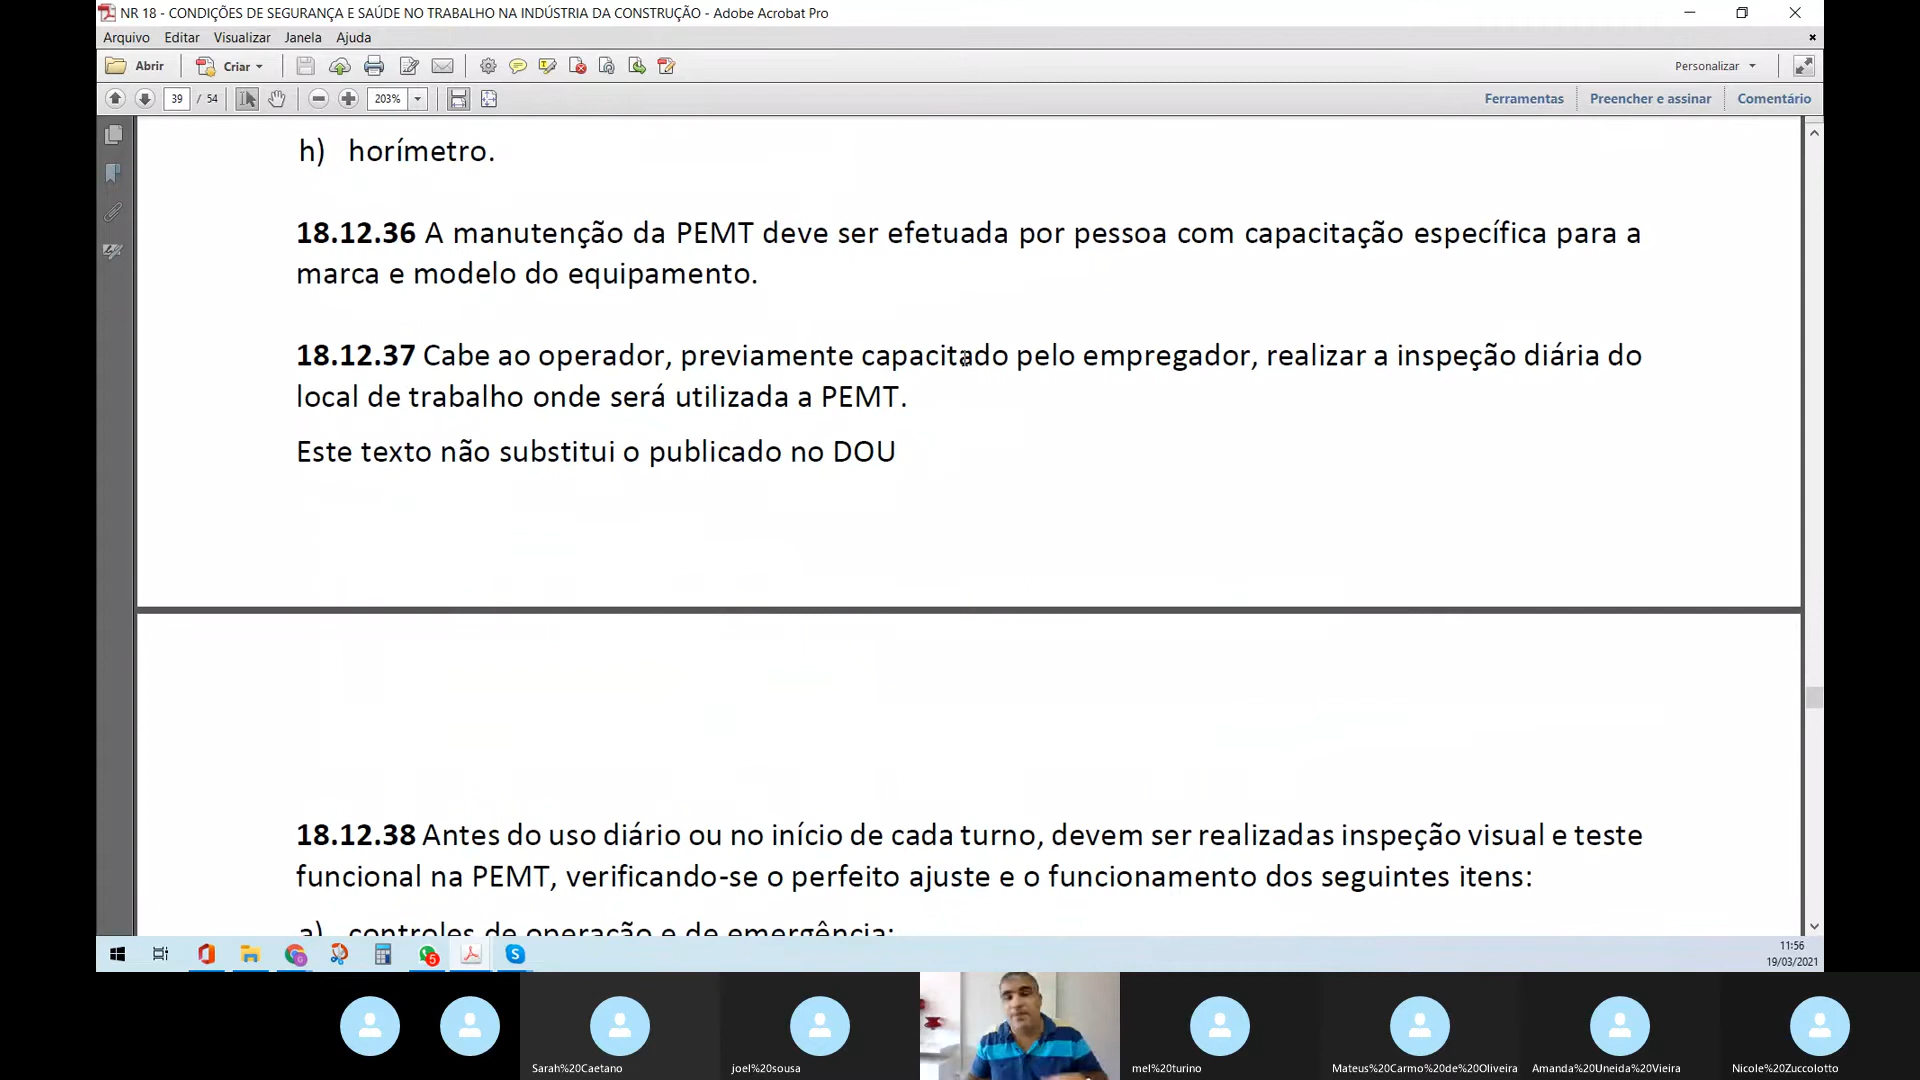 NR 18 - CONDIÇÕES DE SEGURANÇA E SAÚDE NO TRABALHO NA INDÚSTRIA DA CONSTRUÇÃO - Adobe Acrobat Pro
Arquivo Editar Visualizar Janela Ajuda
Abrir Criar Personalizar
39 / 54 203% Ferramentas Preencher e assinar Comentário
h) horímetro.
18.12.36 A manutenção da PEMT deve ser efetuada por pessoa com capacitação específica para a
marca e modelo do equipamento.
18.12.37 Cabe ao operador, previamente capacitado pelo empregador, realizar a inspeção diária do
local de trabalho onde será utilizada a PEMT.
Este texto não substitui o publicado no DOU
18.12.38 Antes do uso diário ou no início de cada turno, devem ser realizadas inspeção visual e teste
funcional na PEMT, verificando-se o perfeito ajuste e o funcionamento dos seguintes itens:
a) controles de operação e de emergência;
5
11:56
19/03/2021
Sarah%20Caetano joel%20sousa mel%20turino Mateus%20Carmo%20de%20Oliveira Amanda%20Uneida%20Vieira Nicole%20Zuccolotto